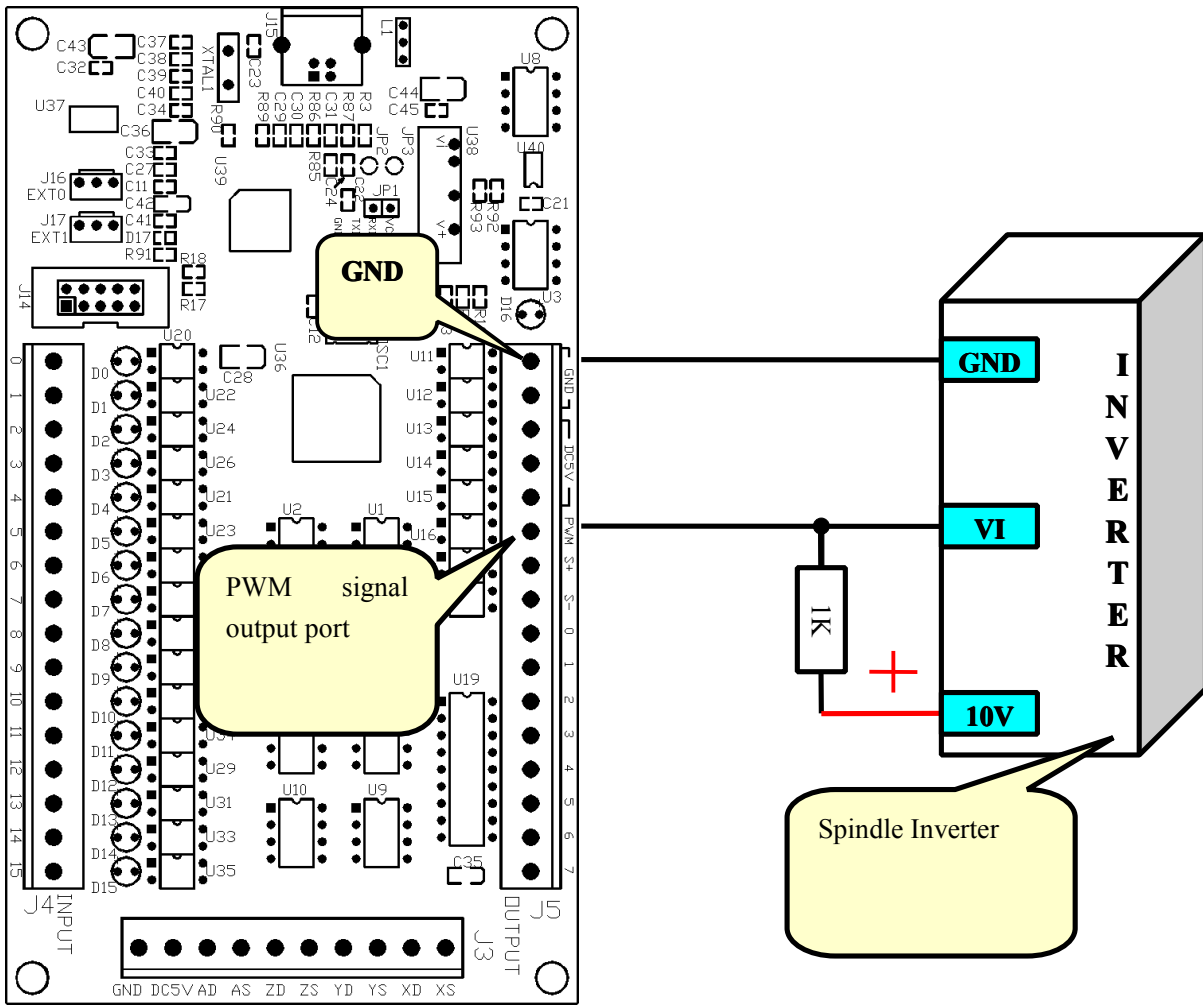 C43
C37
C38
C32
C39
C40
C34
U37
C36
C33
C27
J16
EXT0
C11
C42
J17
EXT1
C41
D17
R91
R18
R17
J14
XTAL1
C23
R90
U39
J15
L1
R89
C29
C30
R86
C31
R87
R3
R85
C24
C22
JP2
JP3
JP1
C44
C45
U38
V+
U8
U40
C21
R93
R92
U3
D16
GND
U20
C28
U36
U11
U12
U13
U14
U15
U16
U22
U24
U26
U21
U23
U2
U1
0
1
2
3
4
5
6
7
8
9
10
11
12
13
14
15
D0
D1
D2
D3
D4
D5
D6
D7
D8
D9
D10
D11
D12
D13
D14
D15
GND
DC5V
PWM
S+
S-
0
1
2
3
4
5
6
7
PWM signal
output port
U19
U29
U31
U33
U35
U10
U9
C35
J4
INPUT
OUTPUT
J5
J3
GND DC5V AD AS ZD ZS YD YS XD XS
GND
VI
1K
10V
INVERTER
Spindle Inverter